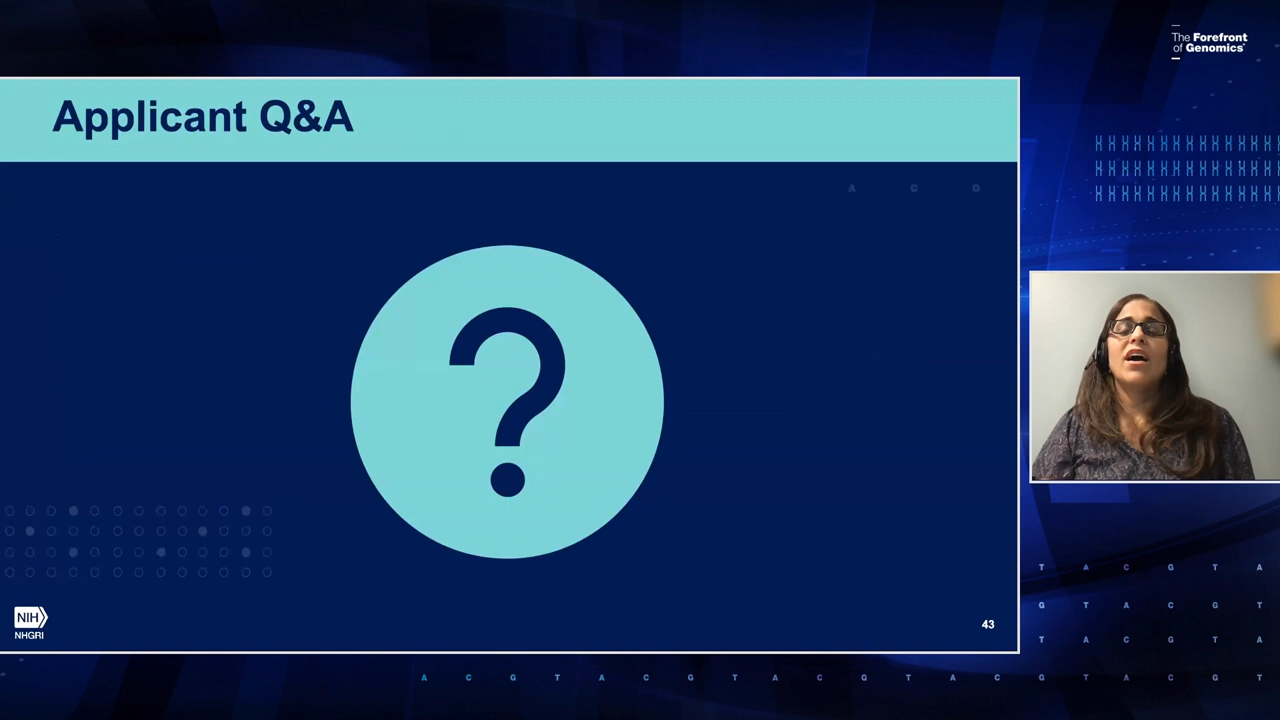 The Forefront
of Genomics®
Applicant Q&A
A C G
?
NIH
NHGRI
43
T A C G T A
G T A C G T
T A C G T A
A C G T A C G T A C G T A C G T A C G T